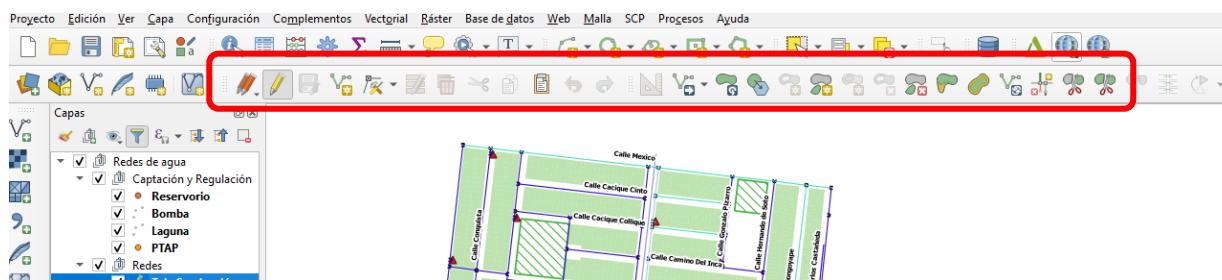 Proyecto Edición Ver Capa Configuración Complementos Vectorial Ráster Base de datos Web Malla SCP Procesos Ayuda
Capas
Redes de agua
Captación y Regulación
Reservorio
Bomba
Laguna
PTAP
Redes
Calle Mexico
Calle Cacique Cinto
Calle Cacique Collique
Calle Camino Del Inca
Calle Conquista
Calle Gonzalo Pizarro
Calle Hernando de Soto